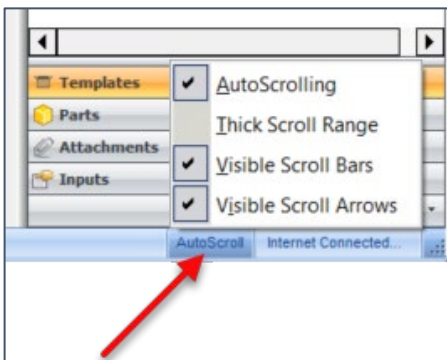 Templates
Parts
Attachments
Inputs
AutoScrolling
Thick Scroll Range
Visible Scroll Bars
Visible Scroll Arrows
AutoScroll Internet Connected...